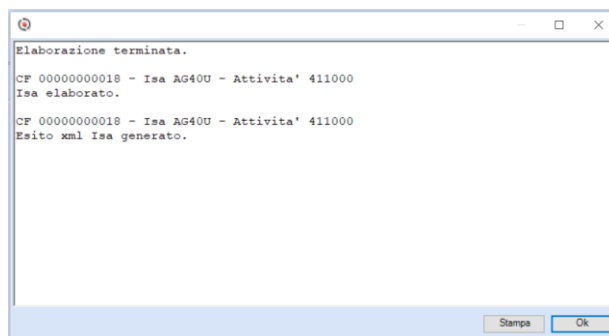 Elaborazione terminata.
CF 00000000018 - Isa AG40U - Attivita' 411000
Isa elaborato.
CF 00000000018 - Isa AG40U - Attivita' 411000
Esito xml Isa generato.
Stampa
Ok